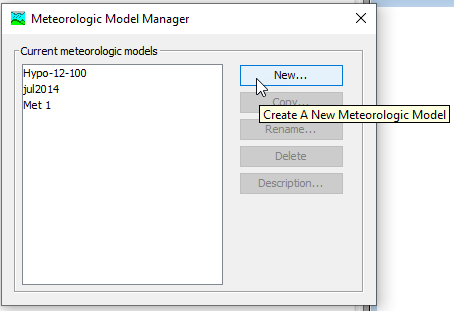 Meteorologic Model Manager
Current meteorologic models
Hypo-12-100
jul2014
Met 1
New...
Copy...
Create A New Meteorologic Model
Rename...
Delete
Description...